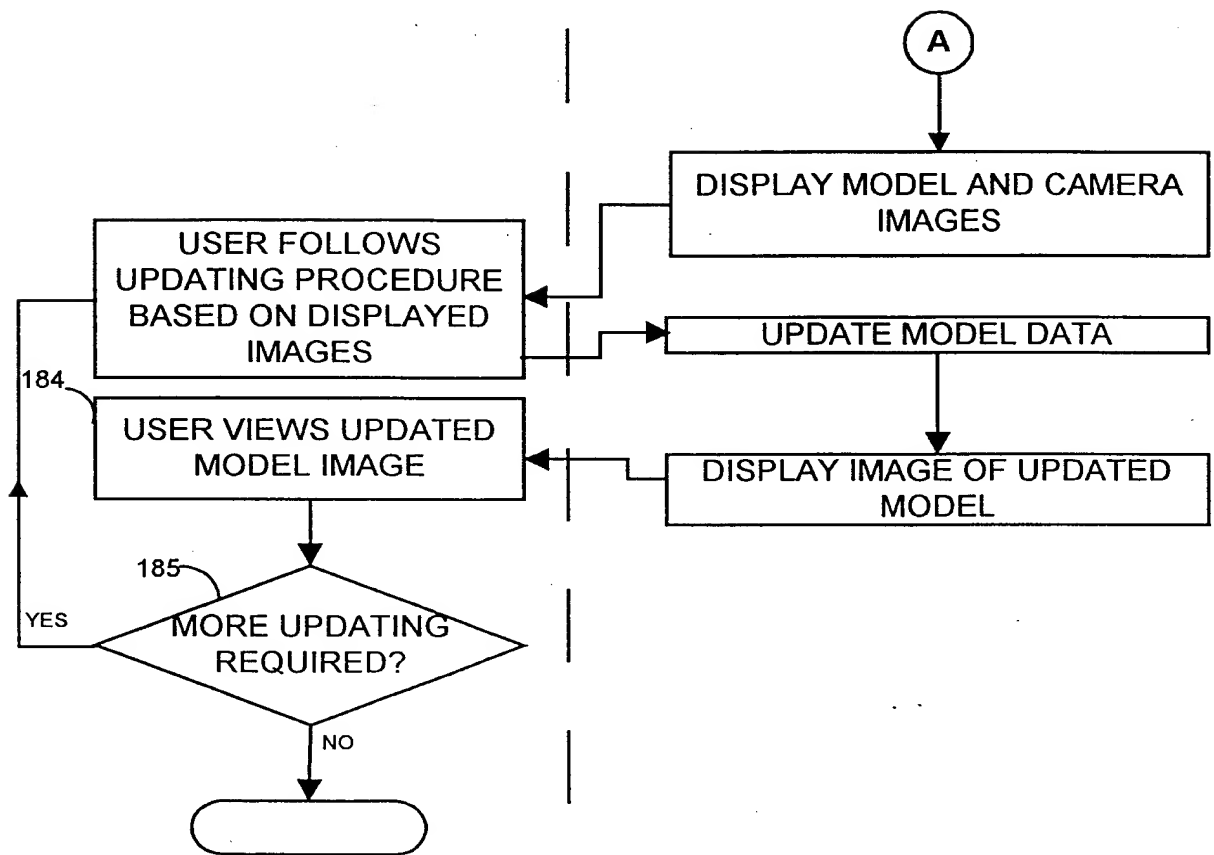 A
DISPLAY MODEL AND CAMERA
IMAGES
USER FOLLOWS
UPDATING PROCEDURE
BASED ON DISPLAYED
IMAGES
UPDATE MODEL DATA
184
USER VIEWS UPDATED
MODEL IMAGE
DISPLAY IMAGE OF UPDATED
MODEL
185
YES
MORE UPDATING
REQUIRED?
NO